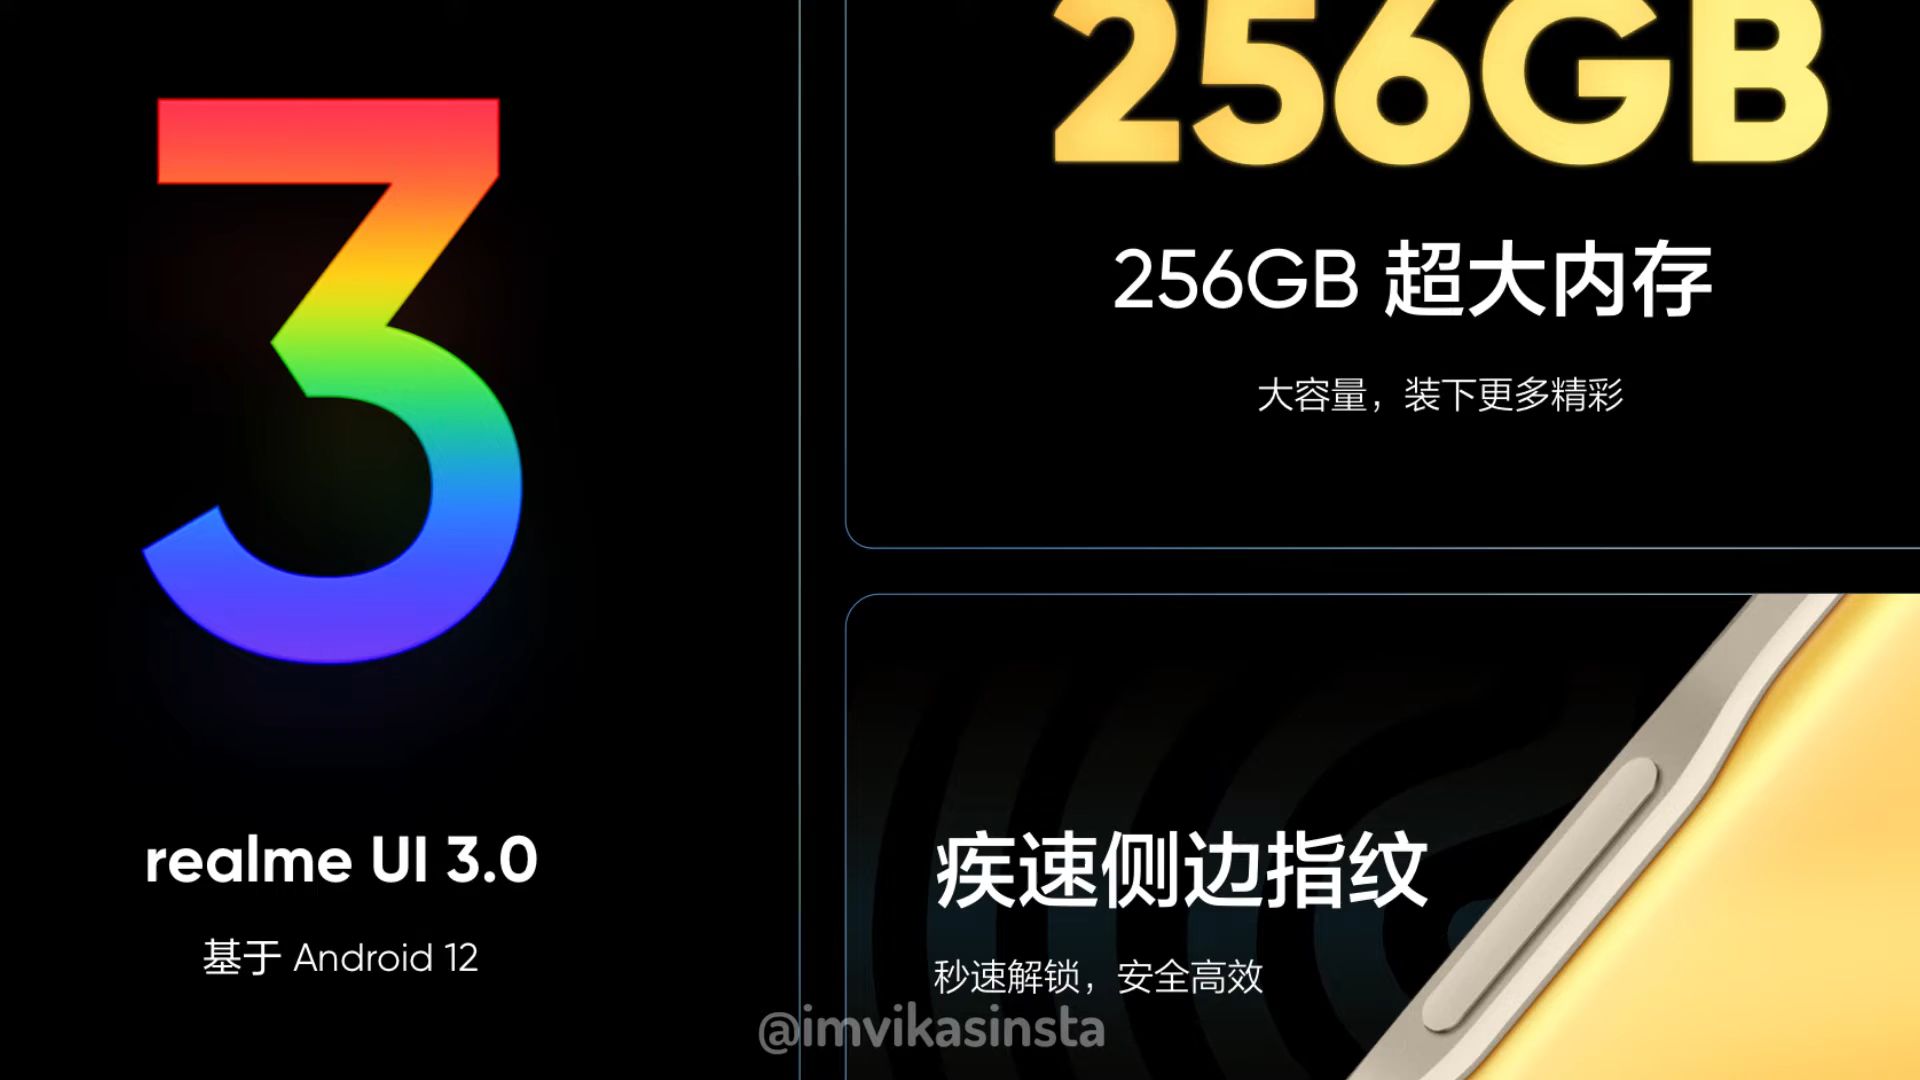 3
realme UI 3.0
基于 Android 12
256GB
256GB 超大内存
大容量，装下更多精彩
疾速侧边指纹
秒速解锁，安全高效
@imvikasinsta